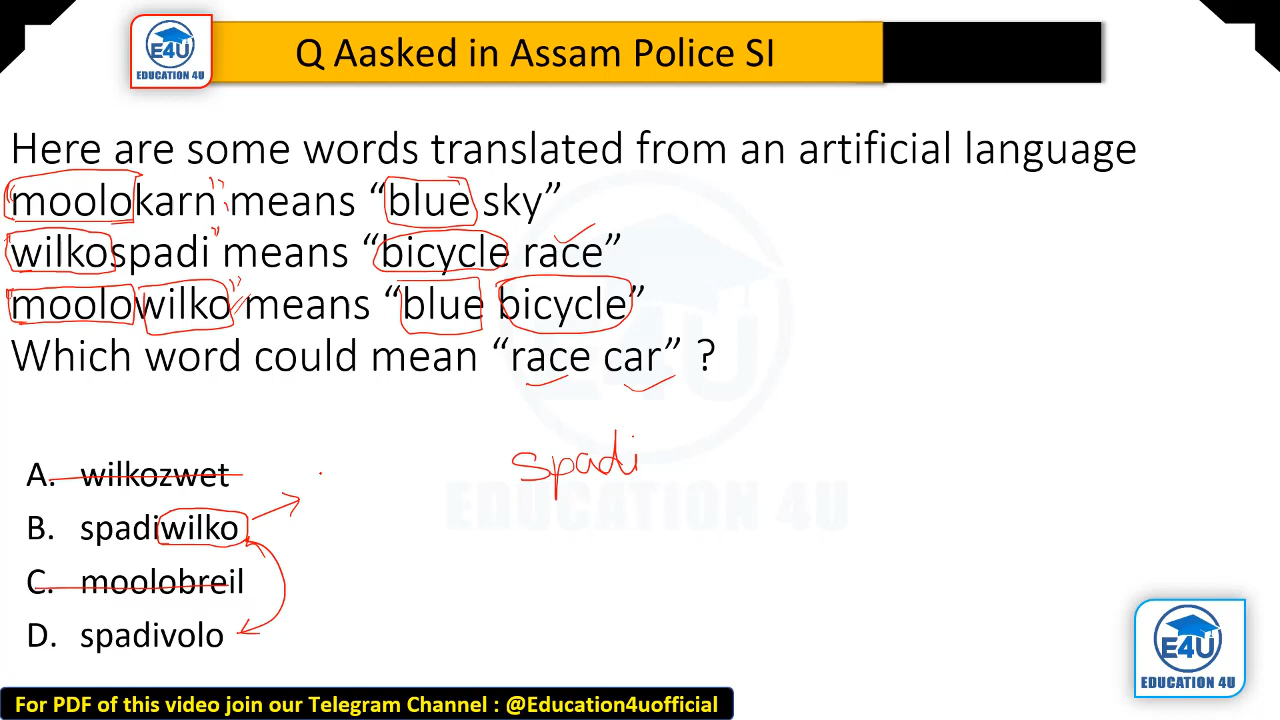 E4U
EDUCATION 4U
Q Aasked in Assam Police SI
Here are some words translated from an artificial language
moolokarn means “blue sky”
wilkospadi means “bicycle race”
moolowilko means “blue bicycle”
Which word could mean “race car” ?
spadi
A. wilkozwet
B. spadiwilko
C. moolobreil
D. spadivolo
EDUCATION 4U
E4U
EDUCATION 4U
For PDF of this video join our Telegram Channel : @Education4uofficial